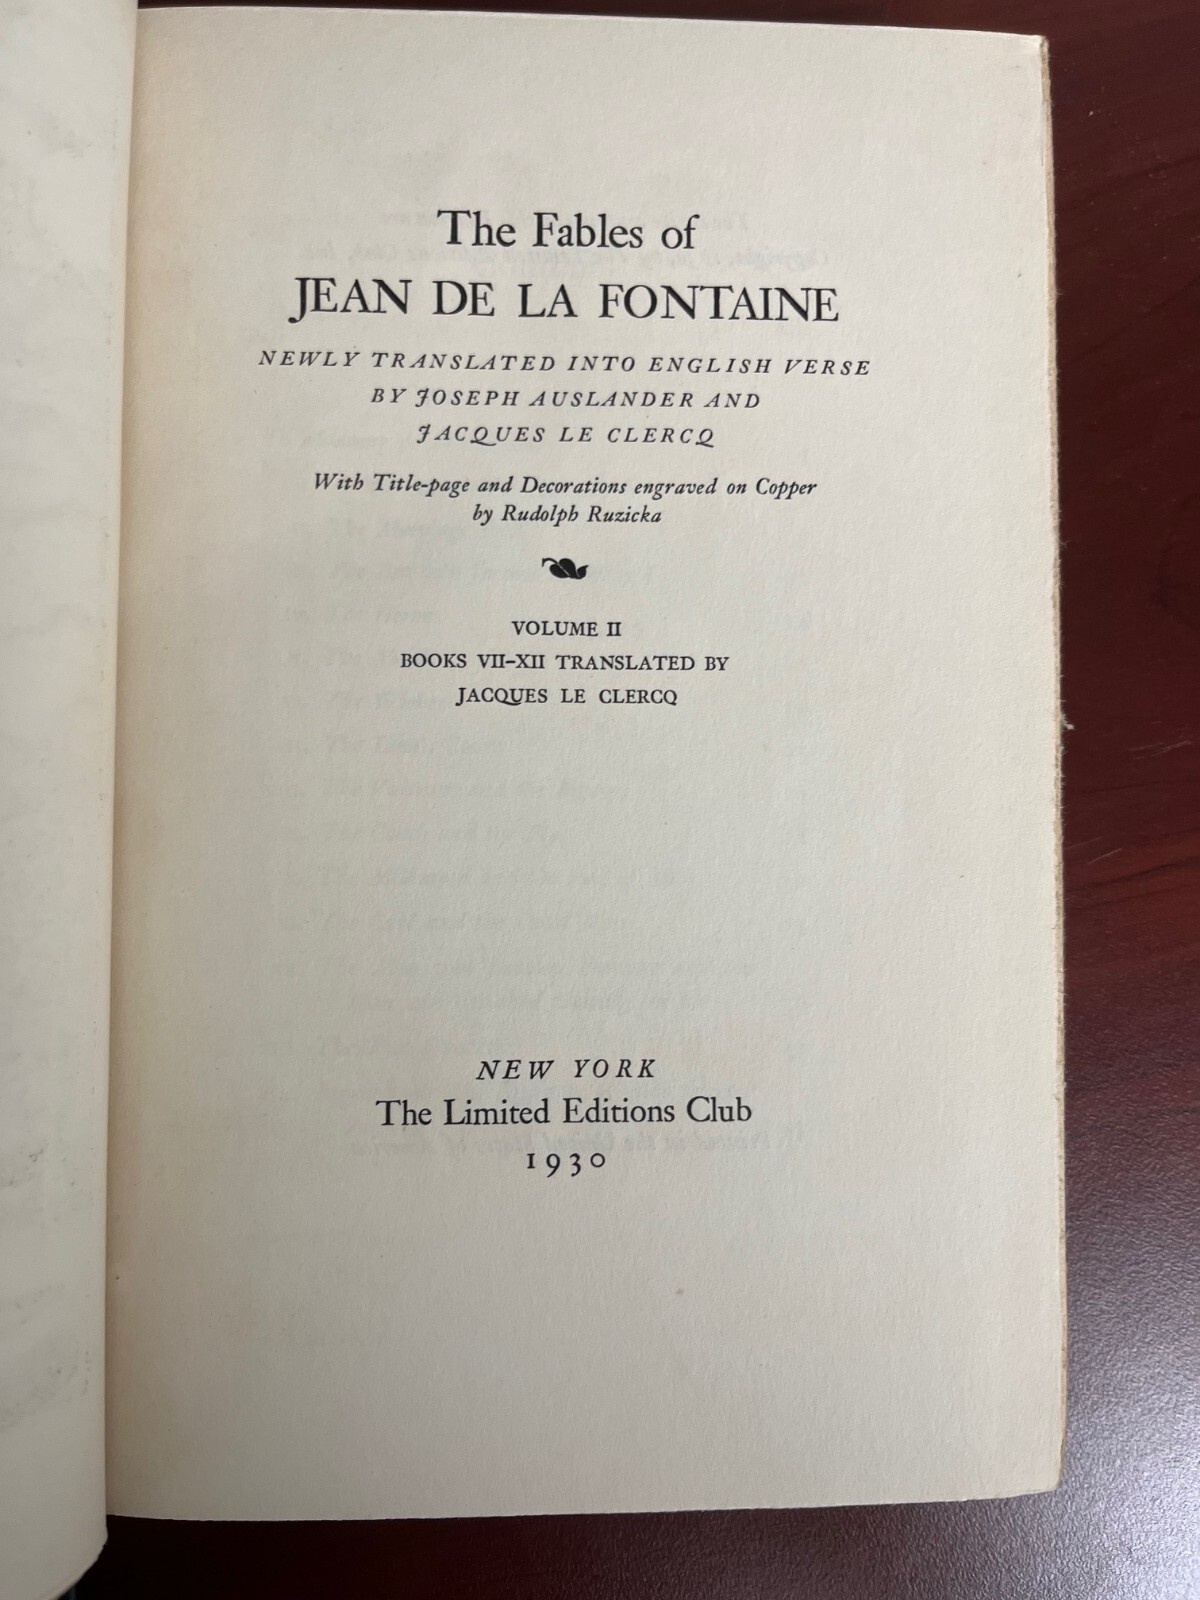 The Fables of
JEAN DE LA FONTAINE
NEWLY TRANSLATED INTO ENGLISH VERSE
BY JOSEPH AUSLANDER AND
JACQUES LE CLERCQ
With Title-page and Decorations engraved on Copper
by Rudolph Ruzicka
VOLUME II
BOOKS VII–XII TRANSLATED BY
JACQUES LE CLERCQ
NEW YORK
The Limited Editions Club
1930